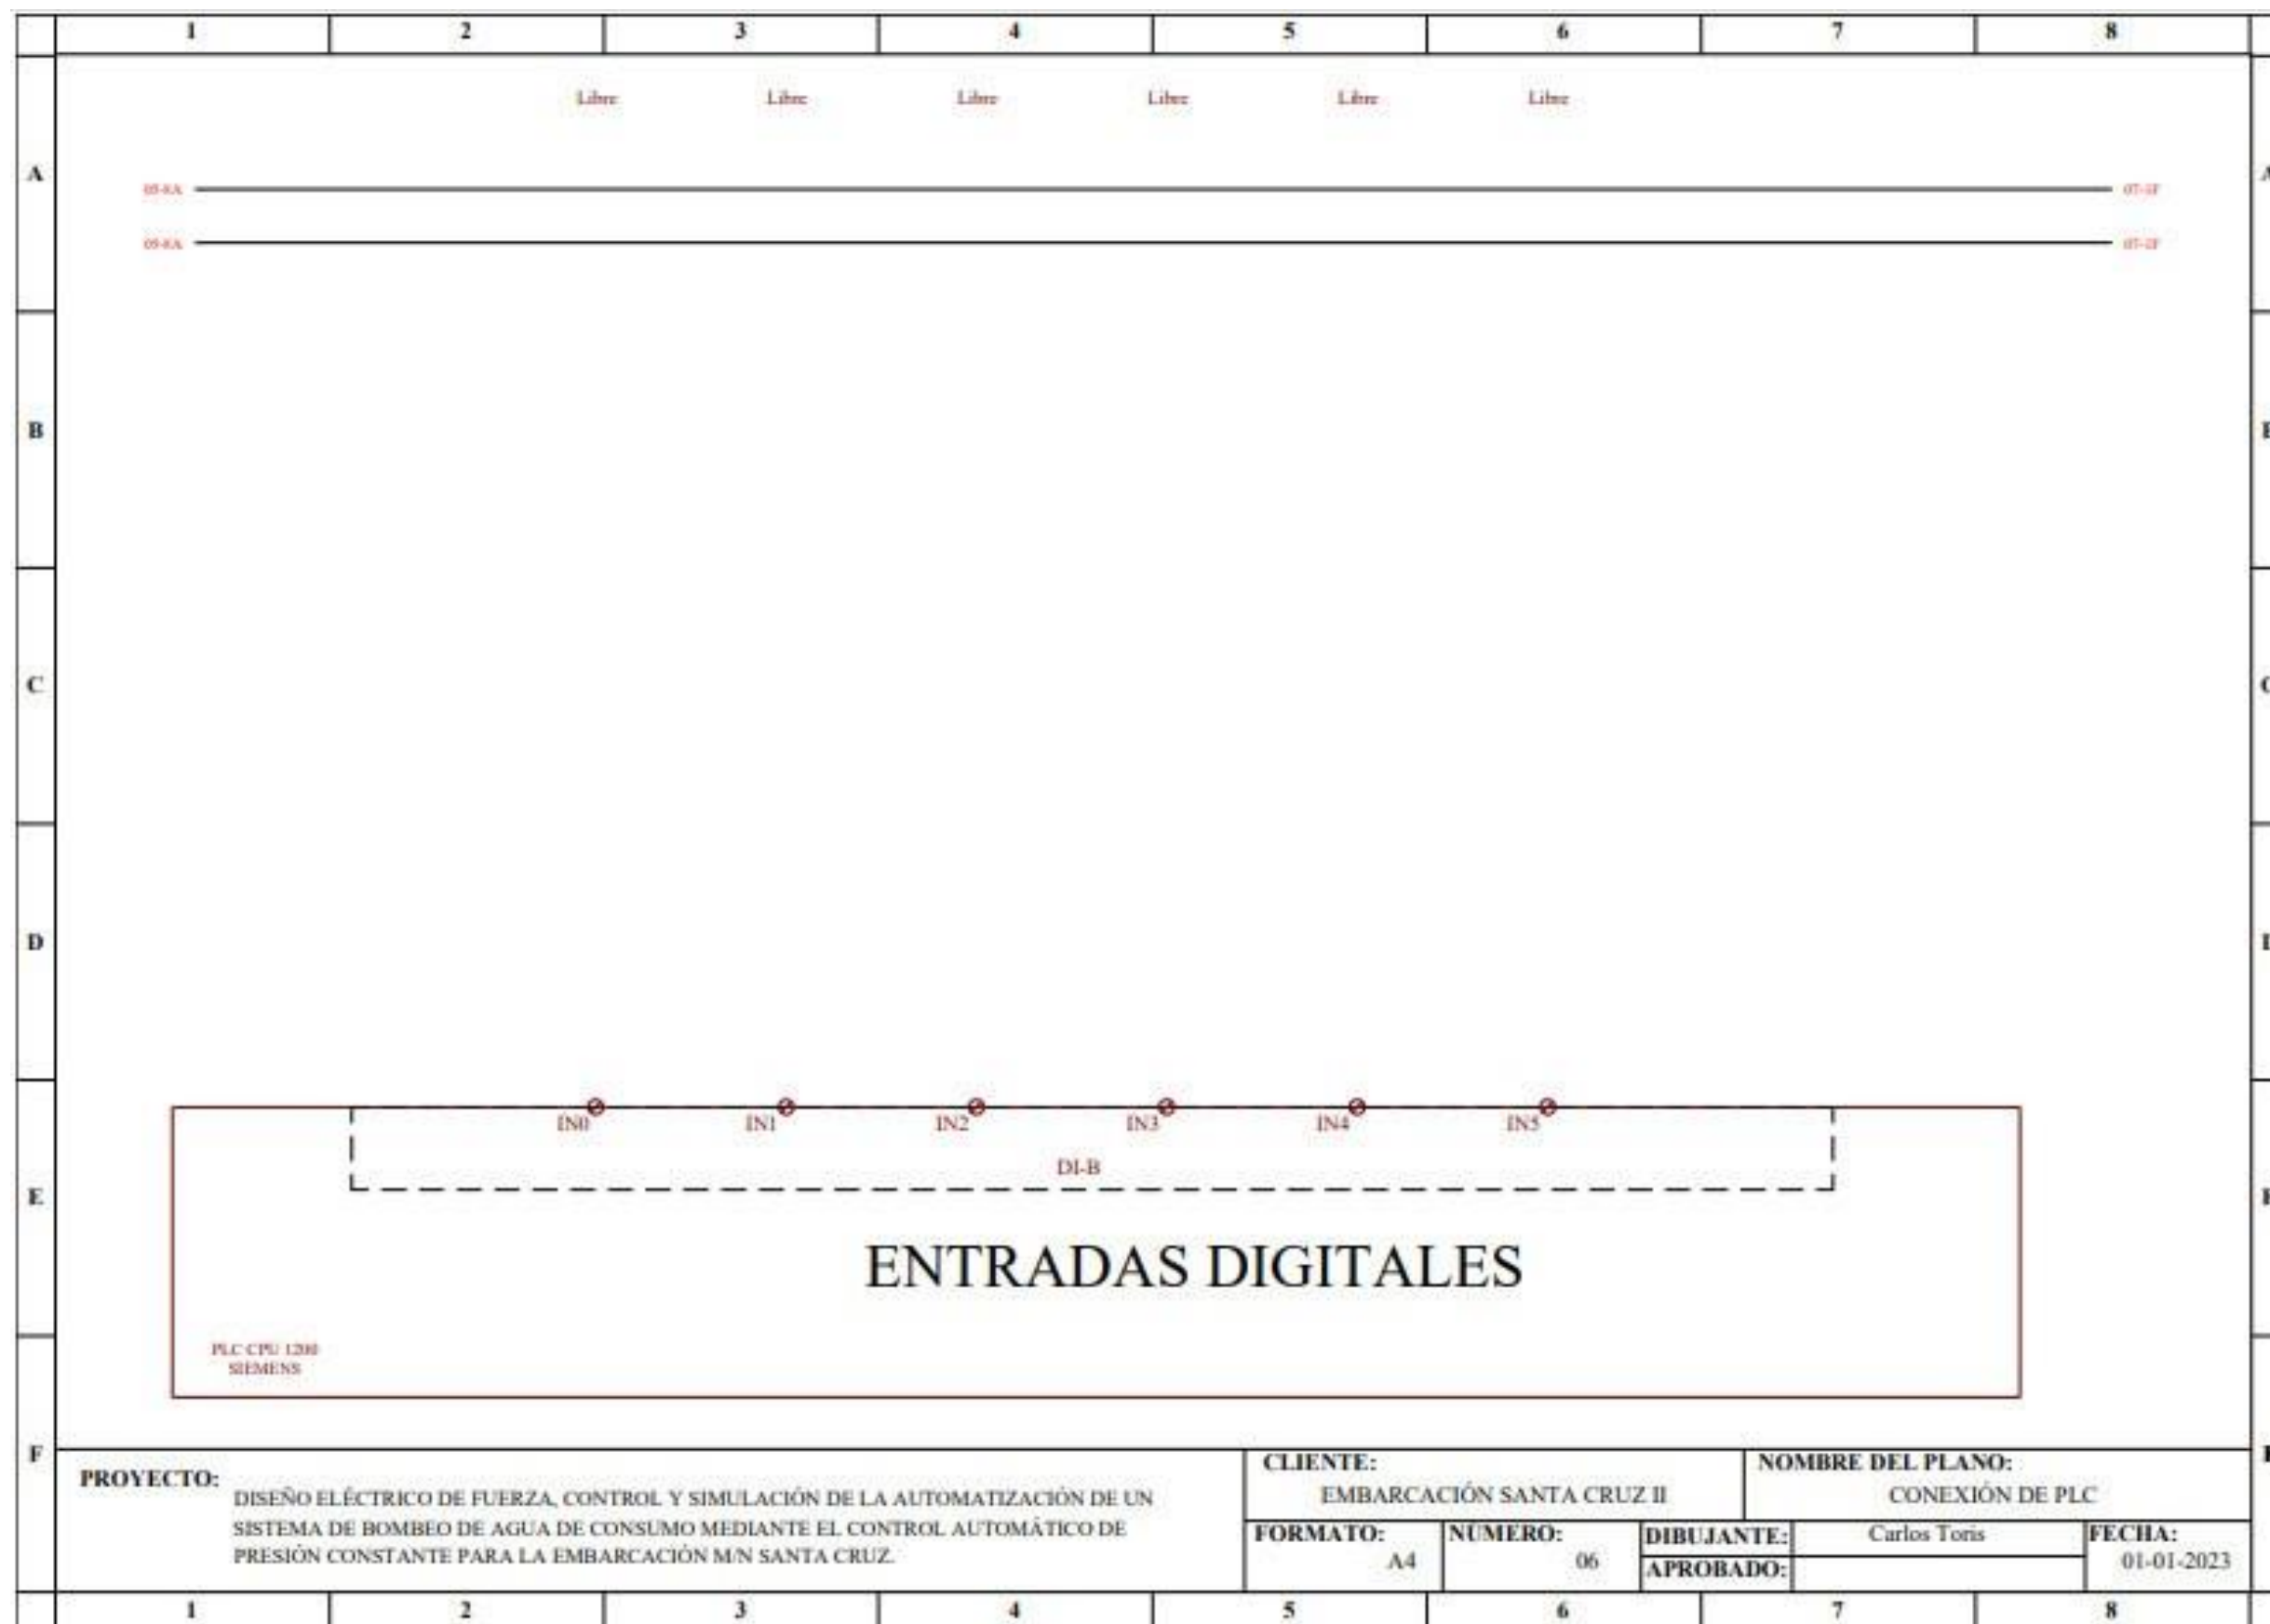 1 2 3 4 5 6 7 8
Libre Libre Libre Libre Libre Libre
A
05-8A
05-8A
B
C
D
IN0 IN1 IN2 IN3 IN4 IN5
DI-B
E
ENTRADAS DIGITALES
PLC CPU 1200
SIEMENS
F
PROYECTO:
DISEÑO ELÉCTRICO DE FUERZA, CONTROL Y SIMULACIÓN DE LA AUTOMATIZACIÓN DE UN
SISTEMA DE BOMBEO DE AGUA DE CONSUMO MEDIANTE EL CONTROL AUTOMÁTICO DE
PRESIÓN CONSTANTE PARA LA EMBARCACIÓN M/N SANTA CRUZ.
CLIENTE:
EMBARCACIÓN SANTA CRUZ II
NOMBRE DEL PLANO:
CONEXIÓN DE PLC
FORMATO:
A4
NÚMERO:
06
DIBUJANTE: Carlos Toris
APROBADO:
FECHA:
01-01-2023
1 2 3 4 5 6 7 8